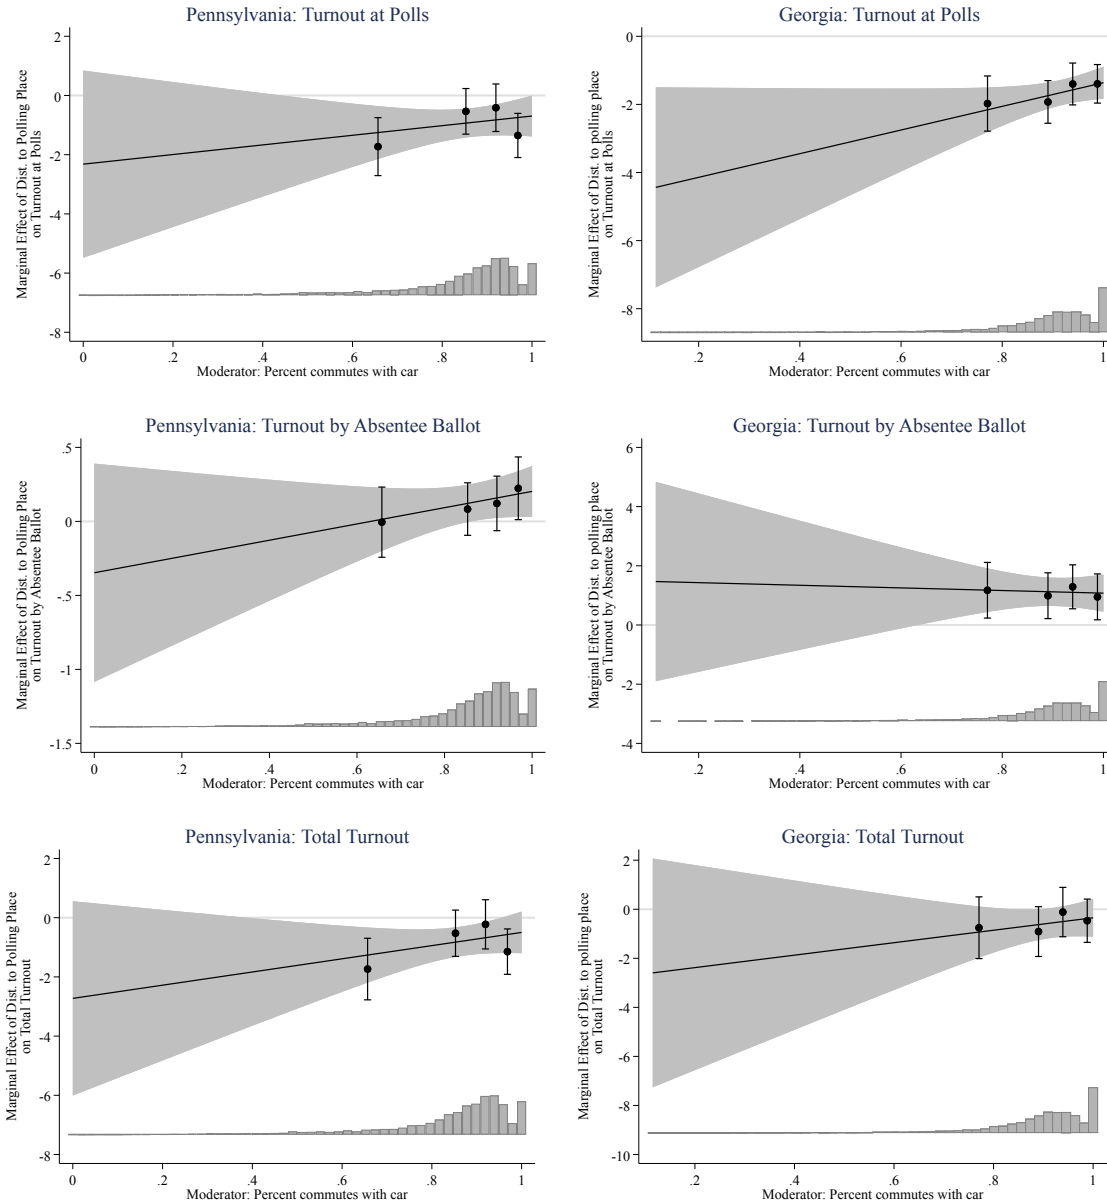 Pennsylvania: Turnout at Polls
Marginal Effect of Dist. to Polling Place
on Turnout at Polls
2
0
-2
-4
-6
-8
0 .2 .4 .6 .8 1
Moderator: Percent commutes with car
Georgia: Turnout at Polls
Marginal Effect of Dist. to polling place
on Turnout at Polls
0
-2
-4
-6
-8
.2 .4 .6 .8 1
Moderator: Percent commutes with car
Pennsylvania: Turnout by Absentee Ballot
Marginal Effect of Dist. to Polling Place
on Turnout by Absentee Ballot
.5
0
-.5
-1
-1.5
0 .2 .4 .6 .8 1
Moderator: Percent commutes with car
Georgia: Turnout by Absentee Ballot
Marginal Effect of Dist. to polling place
on Turnout by Absentee Ballot
6
4
2
0
-2
-4
.2 .4 .6 .8 1
Moderator: Percent commutes with car
Pennsylvania: Total Turnout
Marginal Effect of Dist. to Polling Place
on Total Turnout
2
0
-2
-4
-6
-8
0 .2 .4 .6 .8 1
Moderator: Percent commutes with car
Georgia: Total Turnout
Marginal Effect of Dist. to polling place
on Total Turnout
2
0
-2
-4
-6
-8
-10
.2 .4 .6 .8 1
Moderator: Percent commutes with car